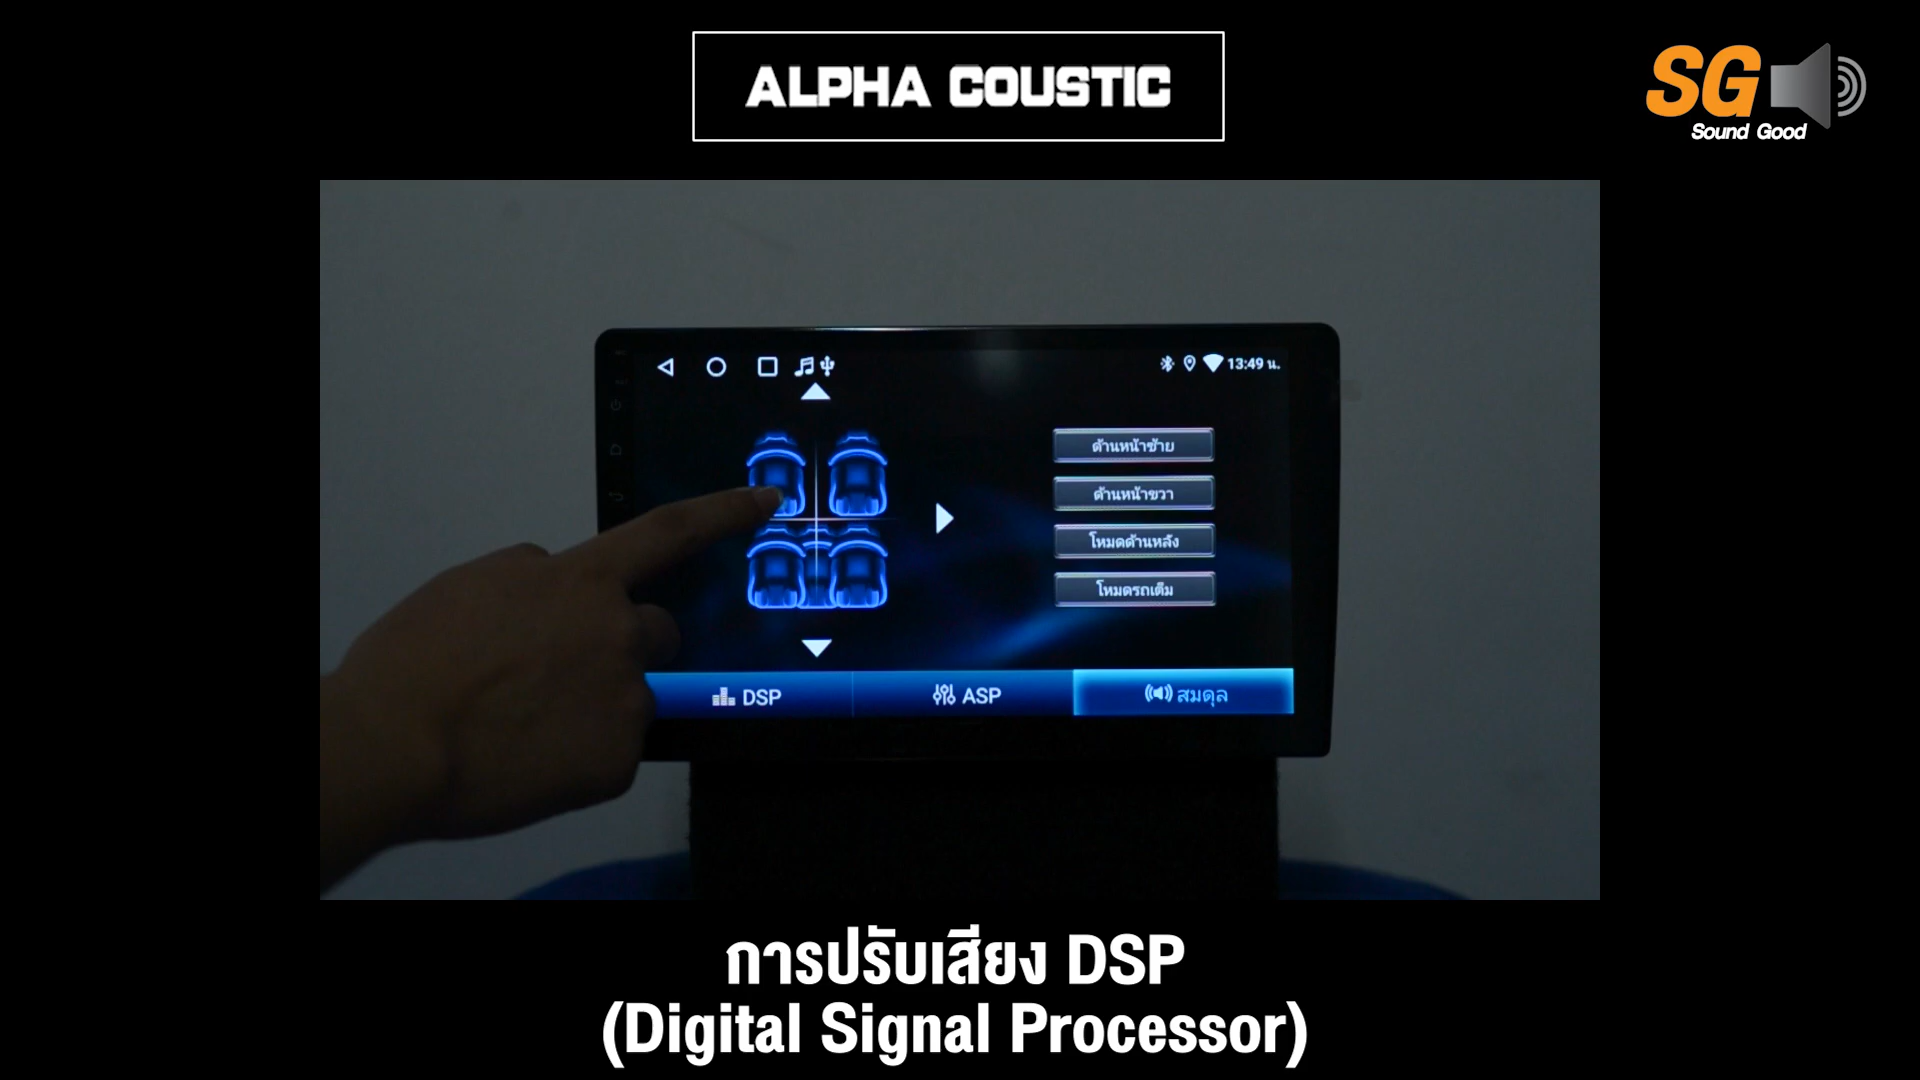 ALPHA COUSTIC
SG
Sound Good
13:49 น.
ด้านหน้าซ้าย
ด้านหน้าขวา
โหมดด้านหลัง
โหมดรถเต็ม
DSP
ASP
สมดุล
การปรับเสียง DSP
(Digital Signal Processor)